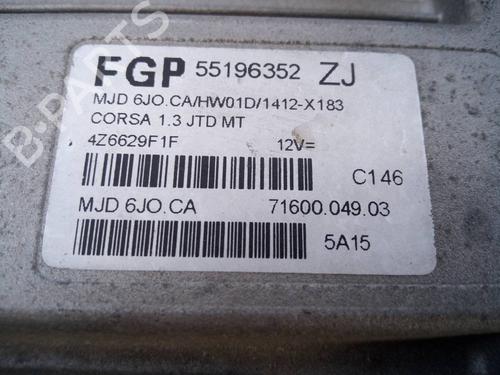 FGP 55196352 ZJ
MJD 6JO.CA/HW01D/1412-X183
CORSA 1.3 JTD MT
4Z6629F1F 12V=
C146
MJD 6JO.CA 71600.049.03
5A15
B-PARTS